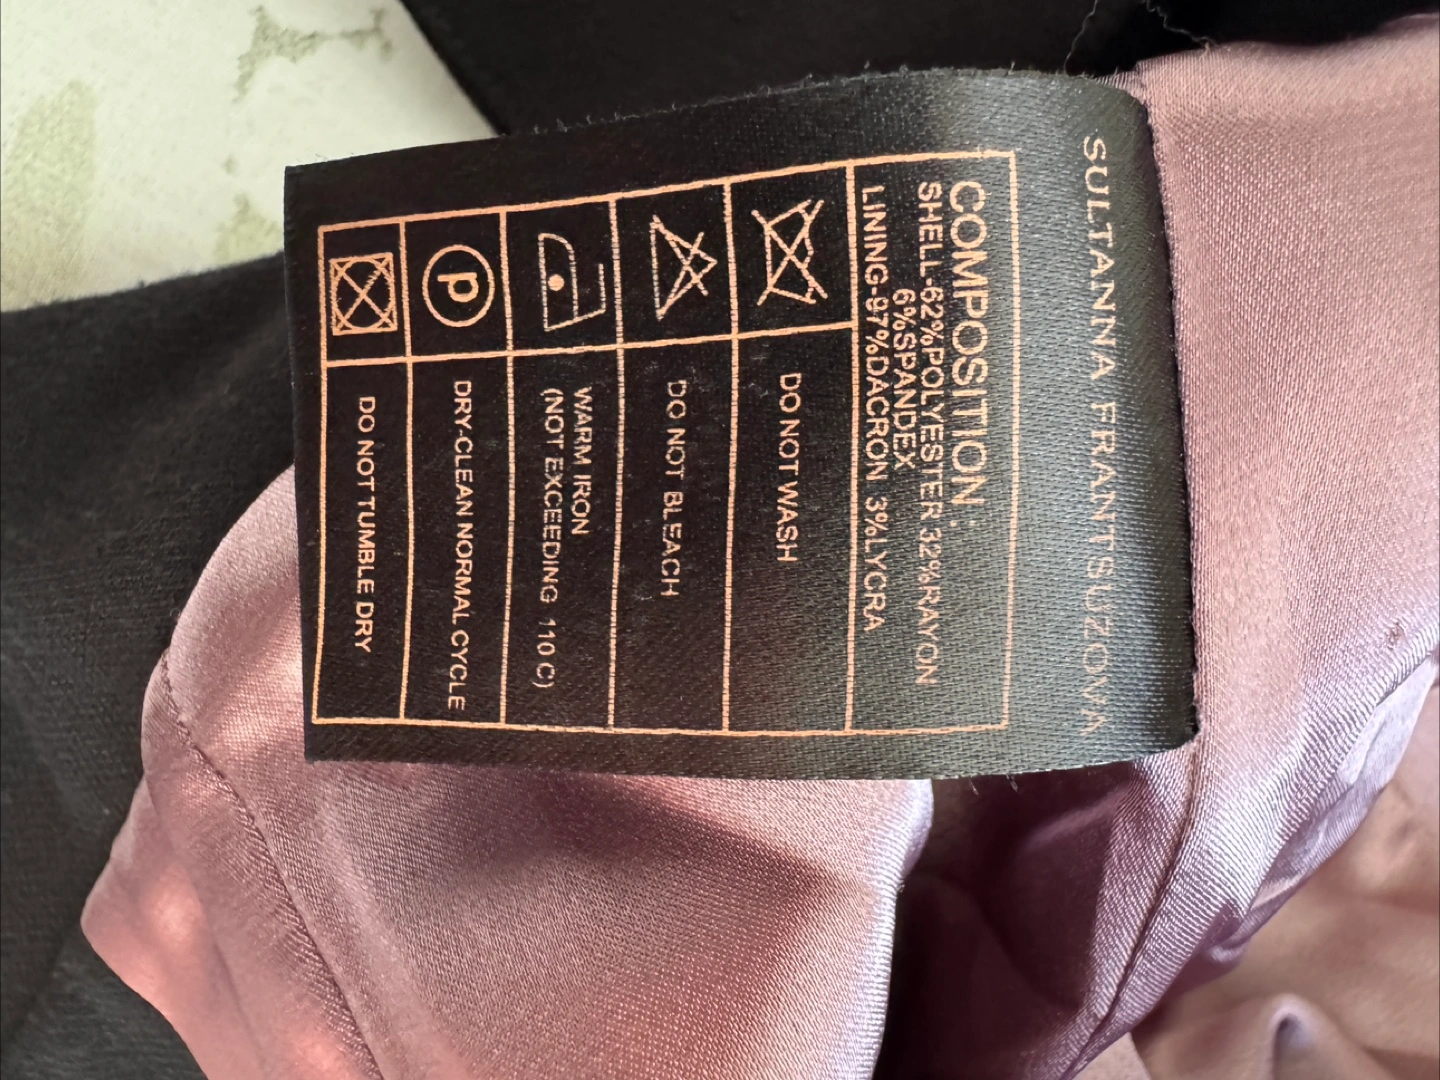 SULTANNA FRANTSUZOVA
COMPOSITION:
SHELL-62%POLYESTER 32%RAYON
6%SPANDEX
LINING-97%DACRON 3%LYCRA
DO NOT WASH
DO NOT BLEACH
WARM IRON
(NOT EXCEEDING 110 C)
P
DRY-CLEAN NORMAL CYCLE
DO NOT TUMBLE DRY